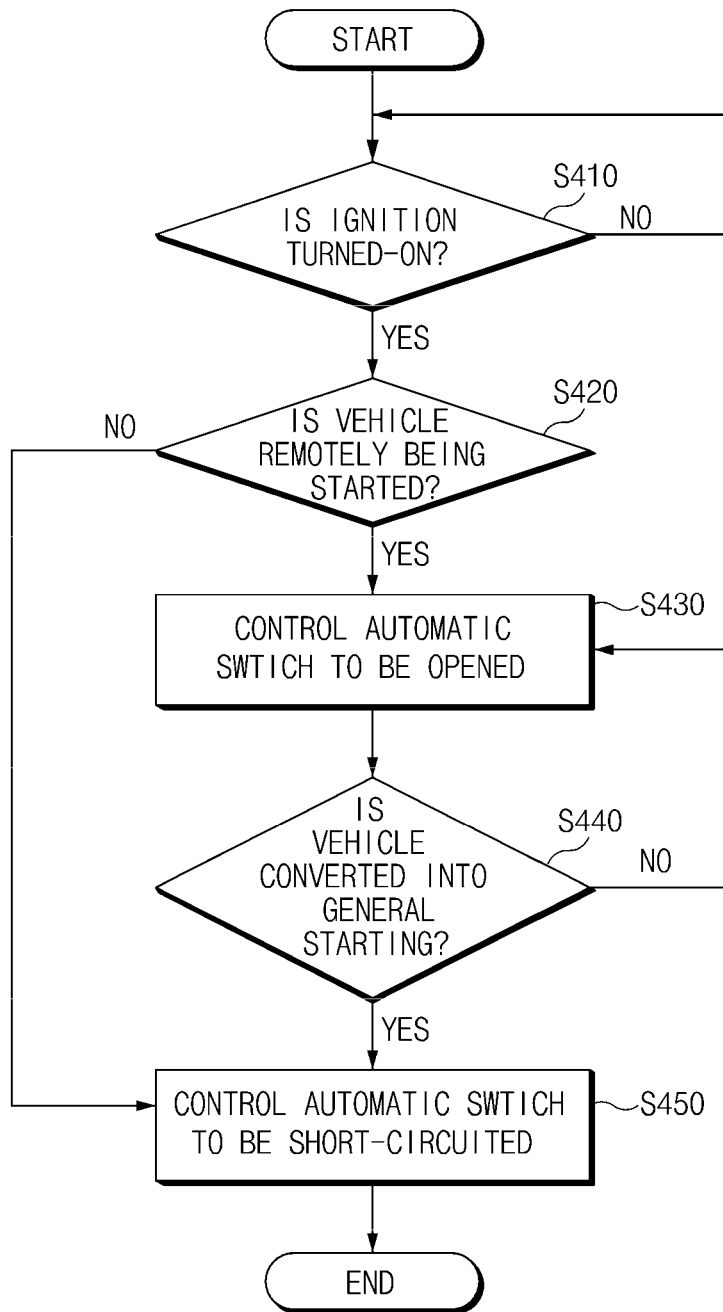 START
S410
IS IGNITION
TURNED-ON?
NO
YES
S420
NO
IS VEHICLE
REMOTELY BEING
STARTED?
YES
S430
CONTROL AUTOMATIC
SWTICH TO BE OPENED
IS
VEHICLE
CONVERTED INTO
GENERAL
STARTING?
S440
NO
YES
CONTROL AUTOMATIC SWTICH
TO BE SHORT-CIRCUITED
S450
END